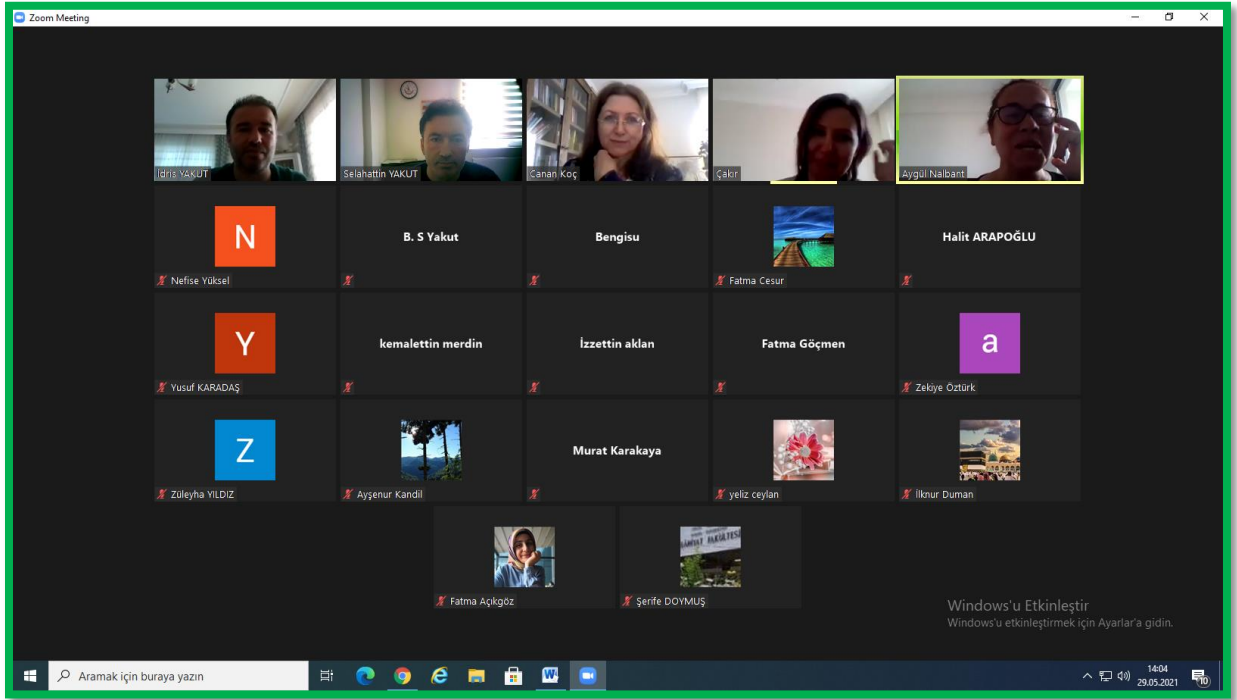 Zoom Meeting
İdris YAKUT
Selahattin YAKUT
Canan Koç
Çakır
Aygül Nalbant
N
Nefise Yüksel
B. S Yakut
Bengisu
Fatma Cesur
Halit ARAPOĞLU
Y
Yusuf KARADAŞ
kemalettin merdin
İzzettin aklan
Fatma Göçmen
a
Zekiye Öztürk
Z
Züleyha YILDIZ
Ayşenur Kandil
Murat Karakaya
yeliz ceylan
İlknur Duman
Fatma Açıkgöz
FAKÜLTESİ
Şerife DOYMUŞ
Windows'u Etkinleştir
Windows'u etkinleştirmek için Ayarlar'a gidin.
Aramak için buraya yazın
14:04
29.05.2021
10